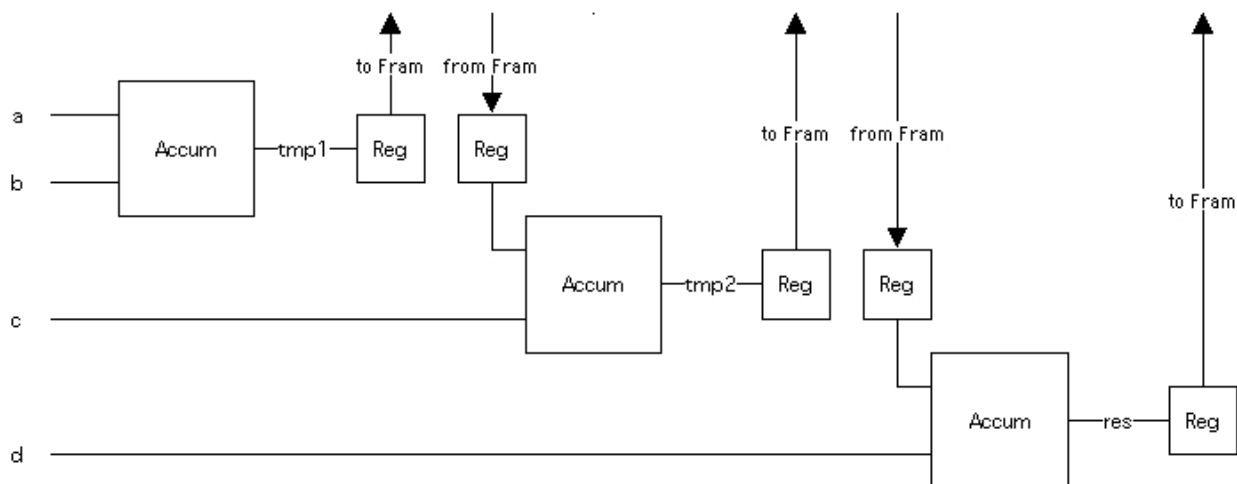 to Fram
from Fram
a
Accum
tmp1
Reg
Reg
b
to Fram
from Fram
to Fram
Accum
tmp2
Reg
Reg
c
Accum
res
Reg
d